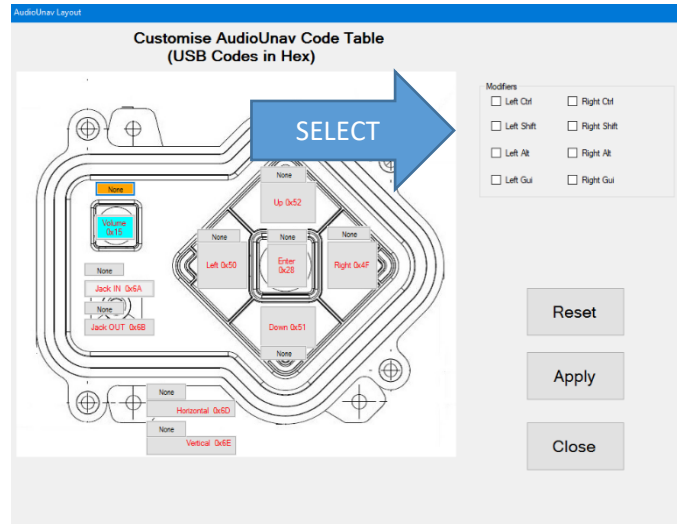 AudioUnav Layout
Customise AudioUnav Code Table
(USB Codes in Hex)
SELECT
Modifiers
Left Ctrl
Right Ctrl
Left Shift
Right Shift
Left Alt
Right Alt
Left Gui
Right Gui
None
Volume
0x15
None
Jack IN 0x6A
None
Jack OUT 0x6B
None
Up 0x52
None
Left 0x50
None
Enter
0x28
None
Right 0x4F
Down 0x51
None
None
Horizontal 0x6D
None
Vertical 0x6E
Reset
Apply
Close